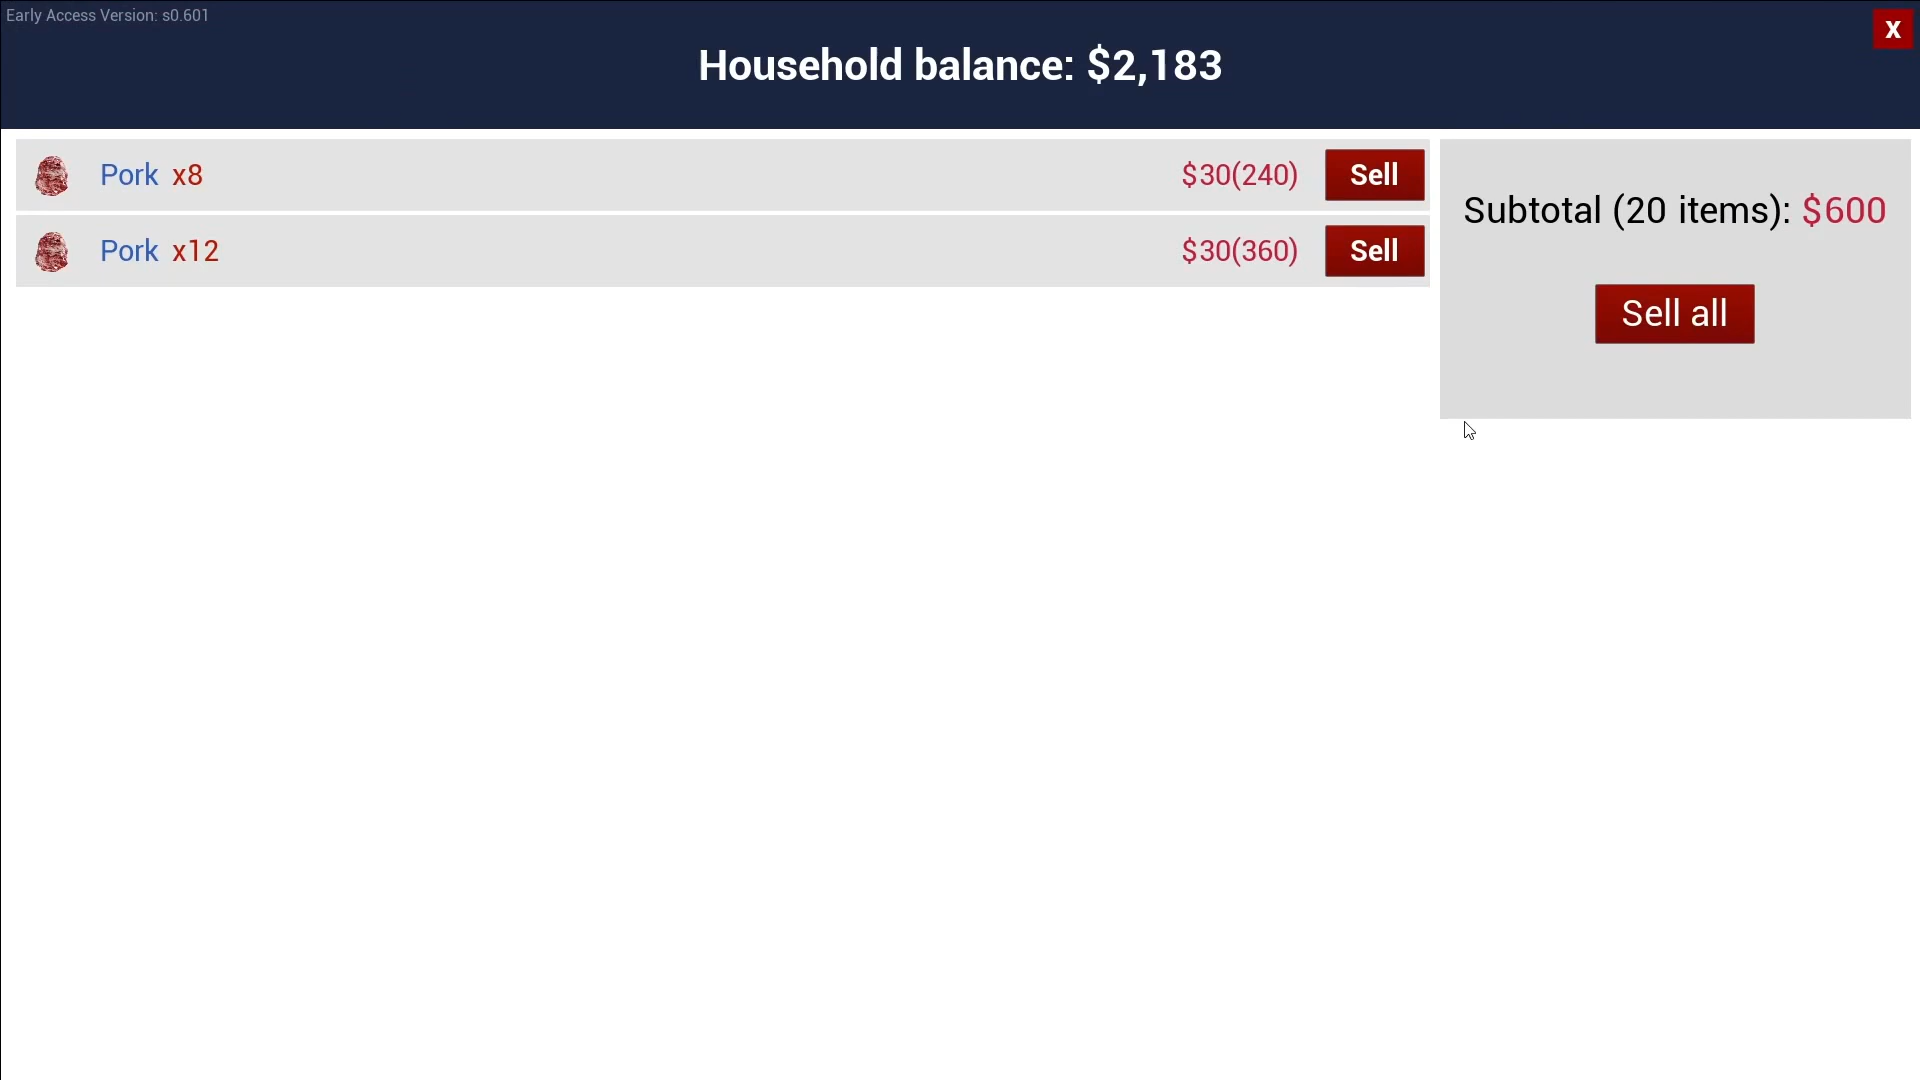 Early Access Version: s0.601
X
Household balance: $2,183
Pork x8 $30(240) Sell
Pork x12 $30(360) Sell
Subtotal (20 items): $600
Sell all